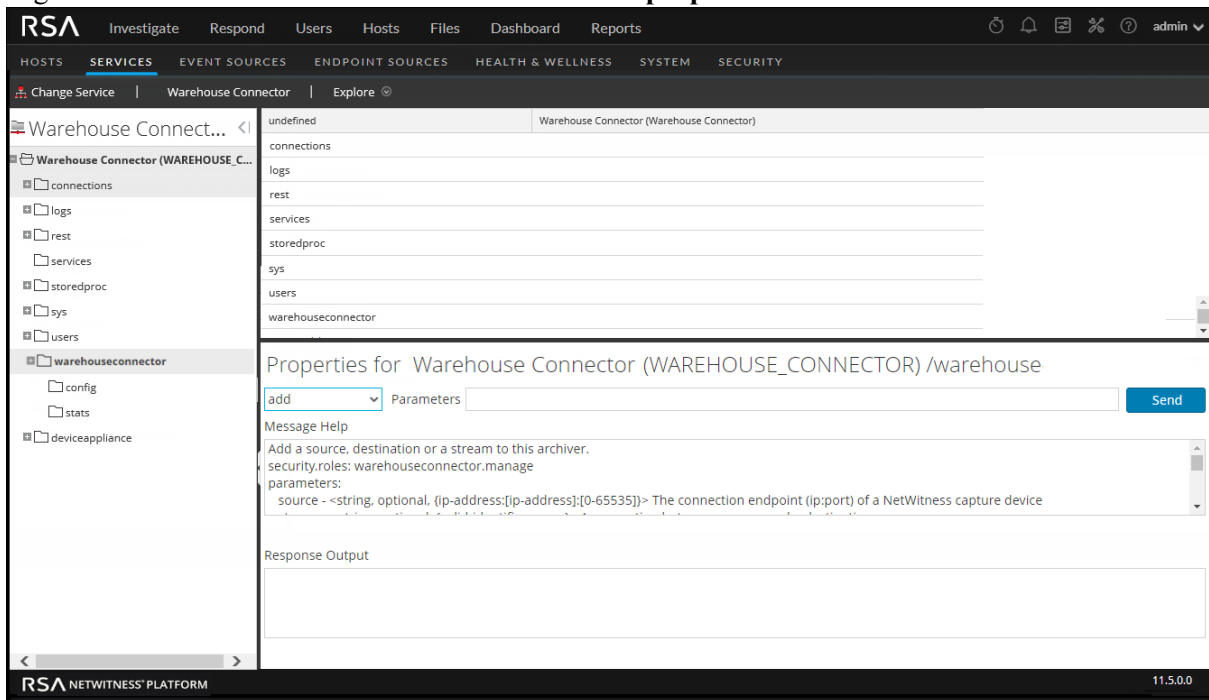 RSA Investigate Respond Users Hosts Files Dashboard Reports admin
HOSTS SERVICES EVENT SOURCES ENDPOINT SOURCES HEALTH & WELLNESS SYSTEM SECURITY
Change Service | Warehouse Connector | Explore
Warehouse Connect...
Warehouse Connector (WAREHOUSE_C...
connections
logs
rest
services
storedproc
sys
users
warehouseconnector
config
stats
deviceappliance
undefined Warehouse Connector (Warehouse Connector)
connections
logs
rest
services
storedproc
sys
users
warehouseconnector
Properties for Warehouse Connector (WAREHOUSE_CONNECTOR) /warehouse
add Parameters Send
Message Help
Add a source, destination or a stream to this archiver.
security.roles: warehouseconnector.manage
parameters:
source - <string, optional, {ip-address:[ip-address]:[0-65535]}> The connection endpoint (ip:port) of a NetWitness capture device
Response Output
RSA NETWITNESS® PLATFORM 11.5.0.0